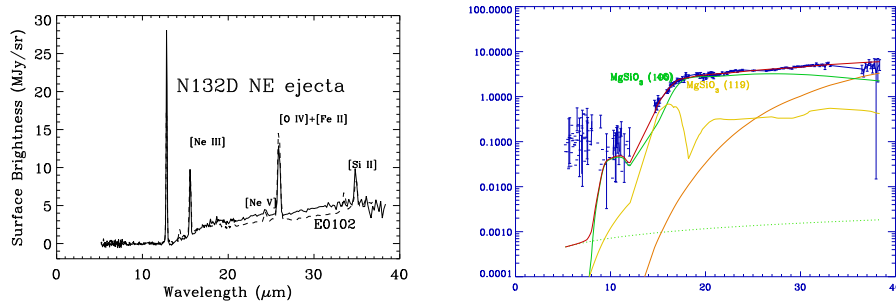 30
25
20
15
10
5
0
Surface Brightness (MJy/sr)
N132D NE ejecta
[Ne III]
[O IV]+[Fe II]
[Ne V]
[Si II]
E0102
0 10 20 30 40
Wavelength (μm)
100.0000
10.0000
1.0000
0.1000
0.0100
0.0010
0.0001
MgSiO₃ (100)
MgSiO₃ (119)
0 10 20 30 40